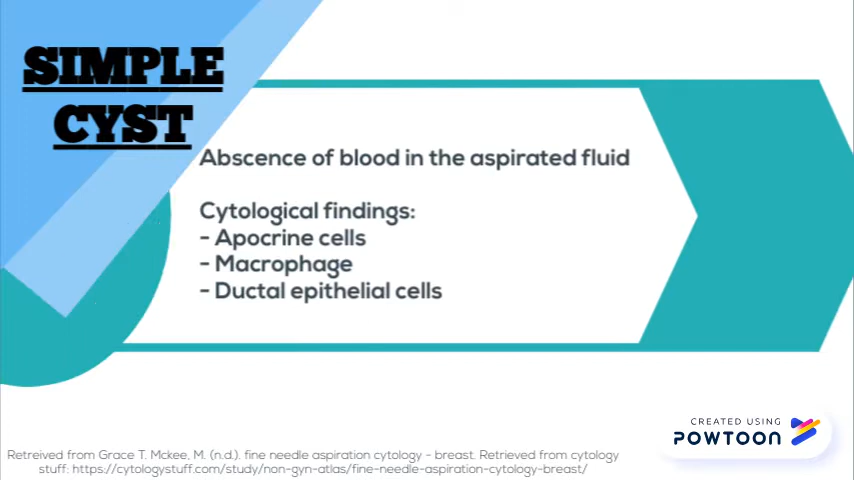 SIMPLE
CYST
Abscence of blood in the aspirated fluid
Cytological findings:
- Apocrine cells
- Macrophage
- Ductal epithelial cells
CREATED USING
POWTOON
Retreived from Grace T. Mckee, M. (n.d.). fine needle aspiration cytology - breast. Retrieved from cytology
stuff: https://cytologystuff.com/study/non-gyn-atlas/fine-needle-aspiration-cytology-breast/